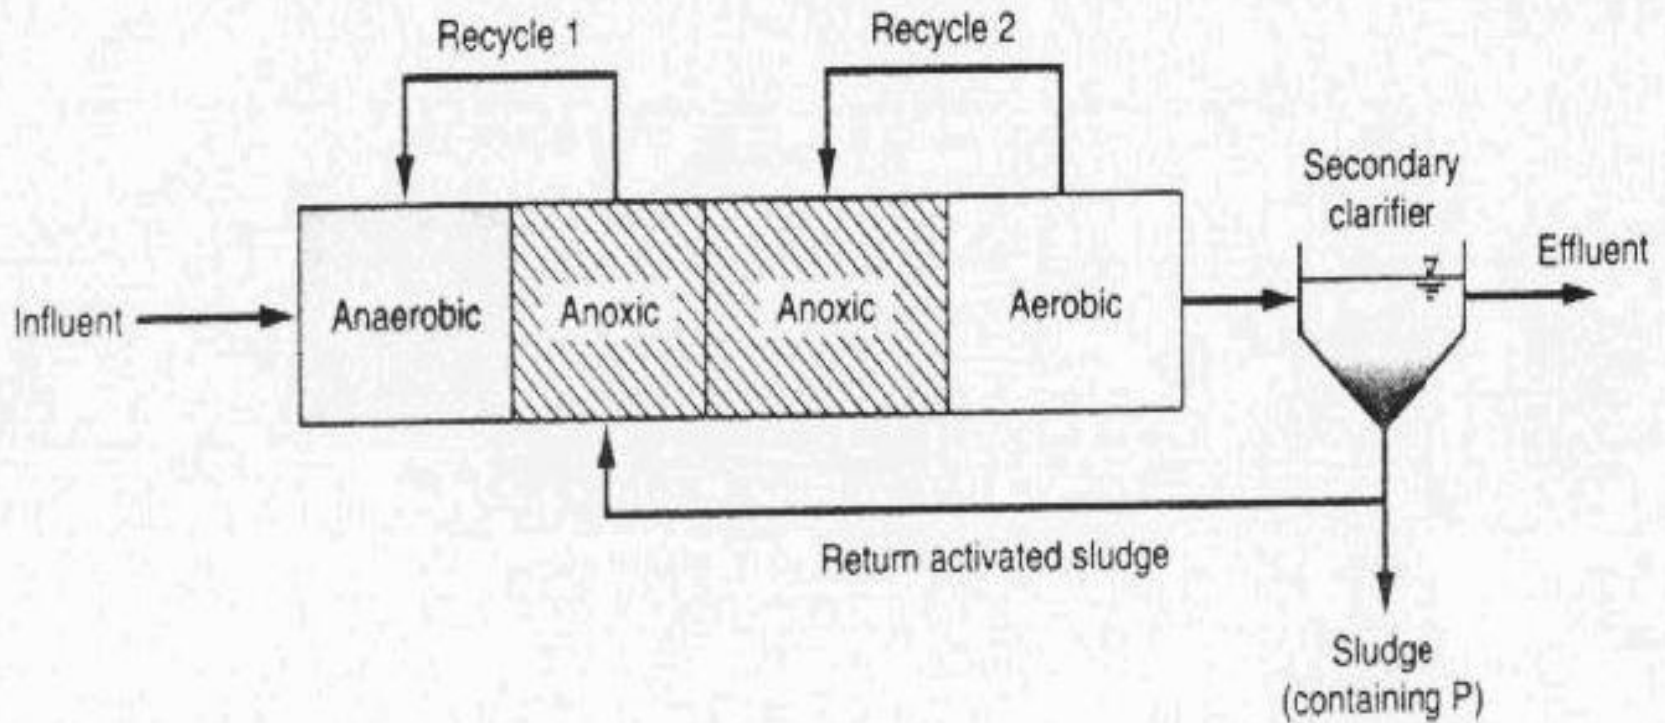 Recycle 1
Recycle 2
Secondary
clarifier
Effluent
Influent
Anaerobic
Anoxic
Anoxic
Aerobic
Return activated sludge
Sludge
(containing P)